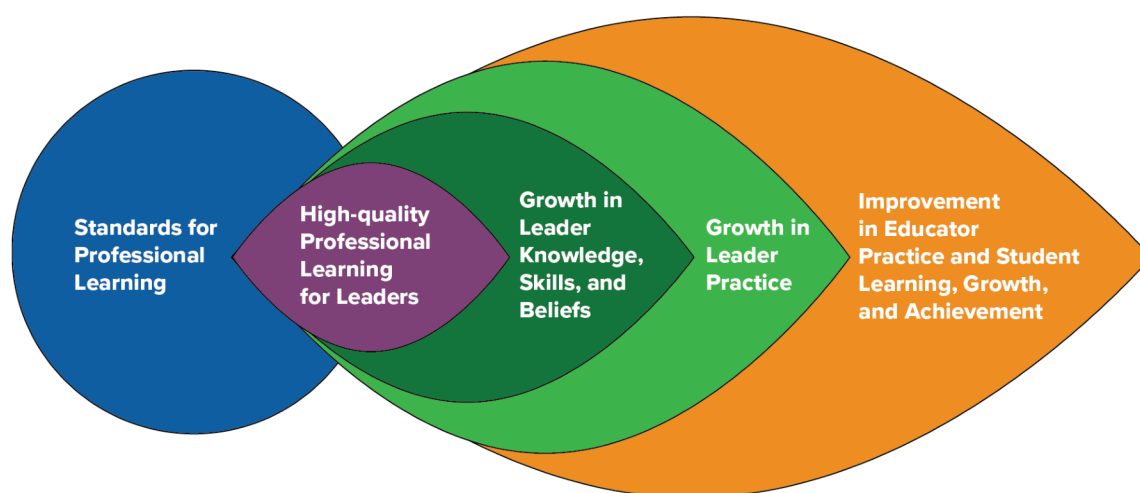 Standards for
Professional
Learning
High-quality
Professional
Learning
for Leaders
Growth in
Leader
Knowledge,
Skills, and
Beliefs
Growth in
Leader
Practice
Improvement
in Educator
Practice and Student
Learning, Growth,
and Achievement